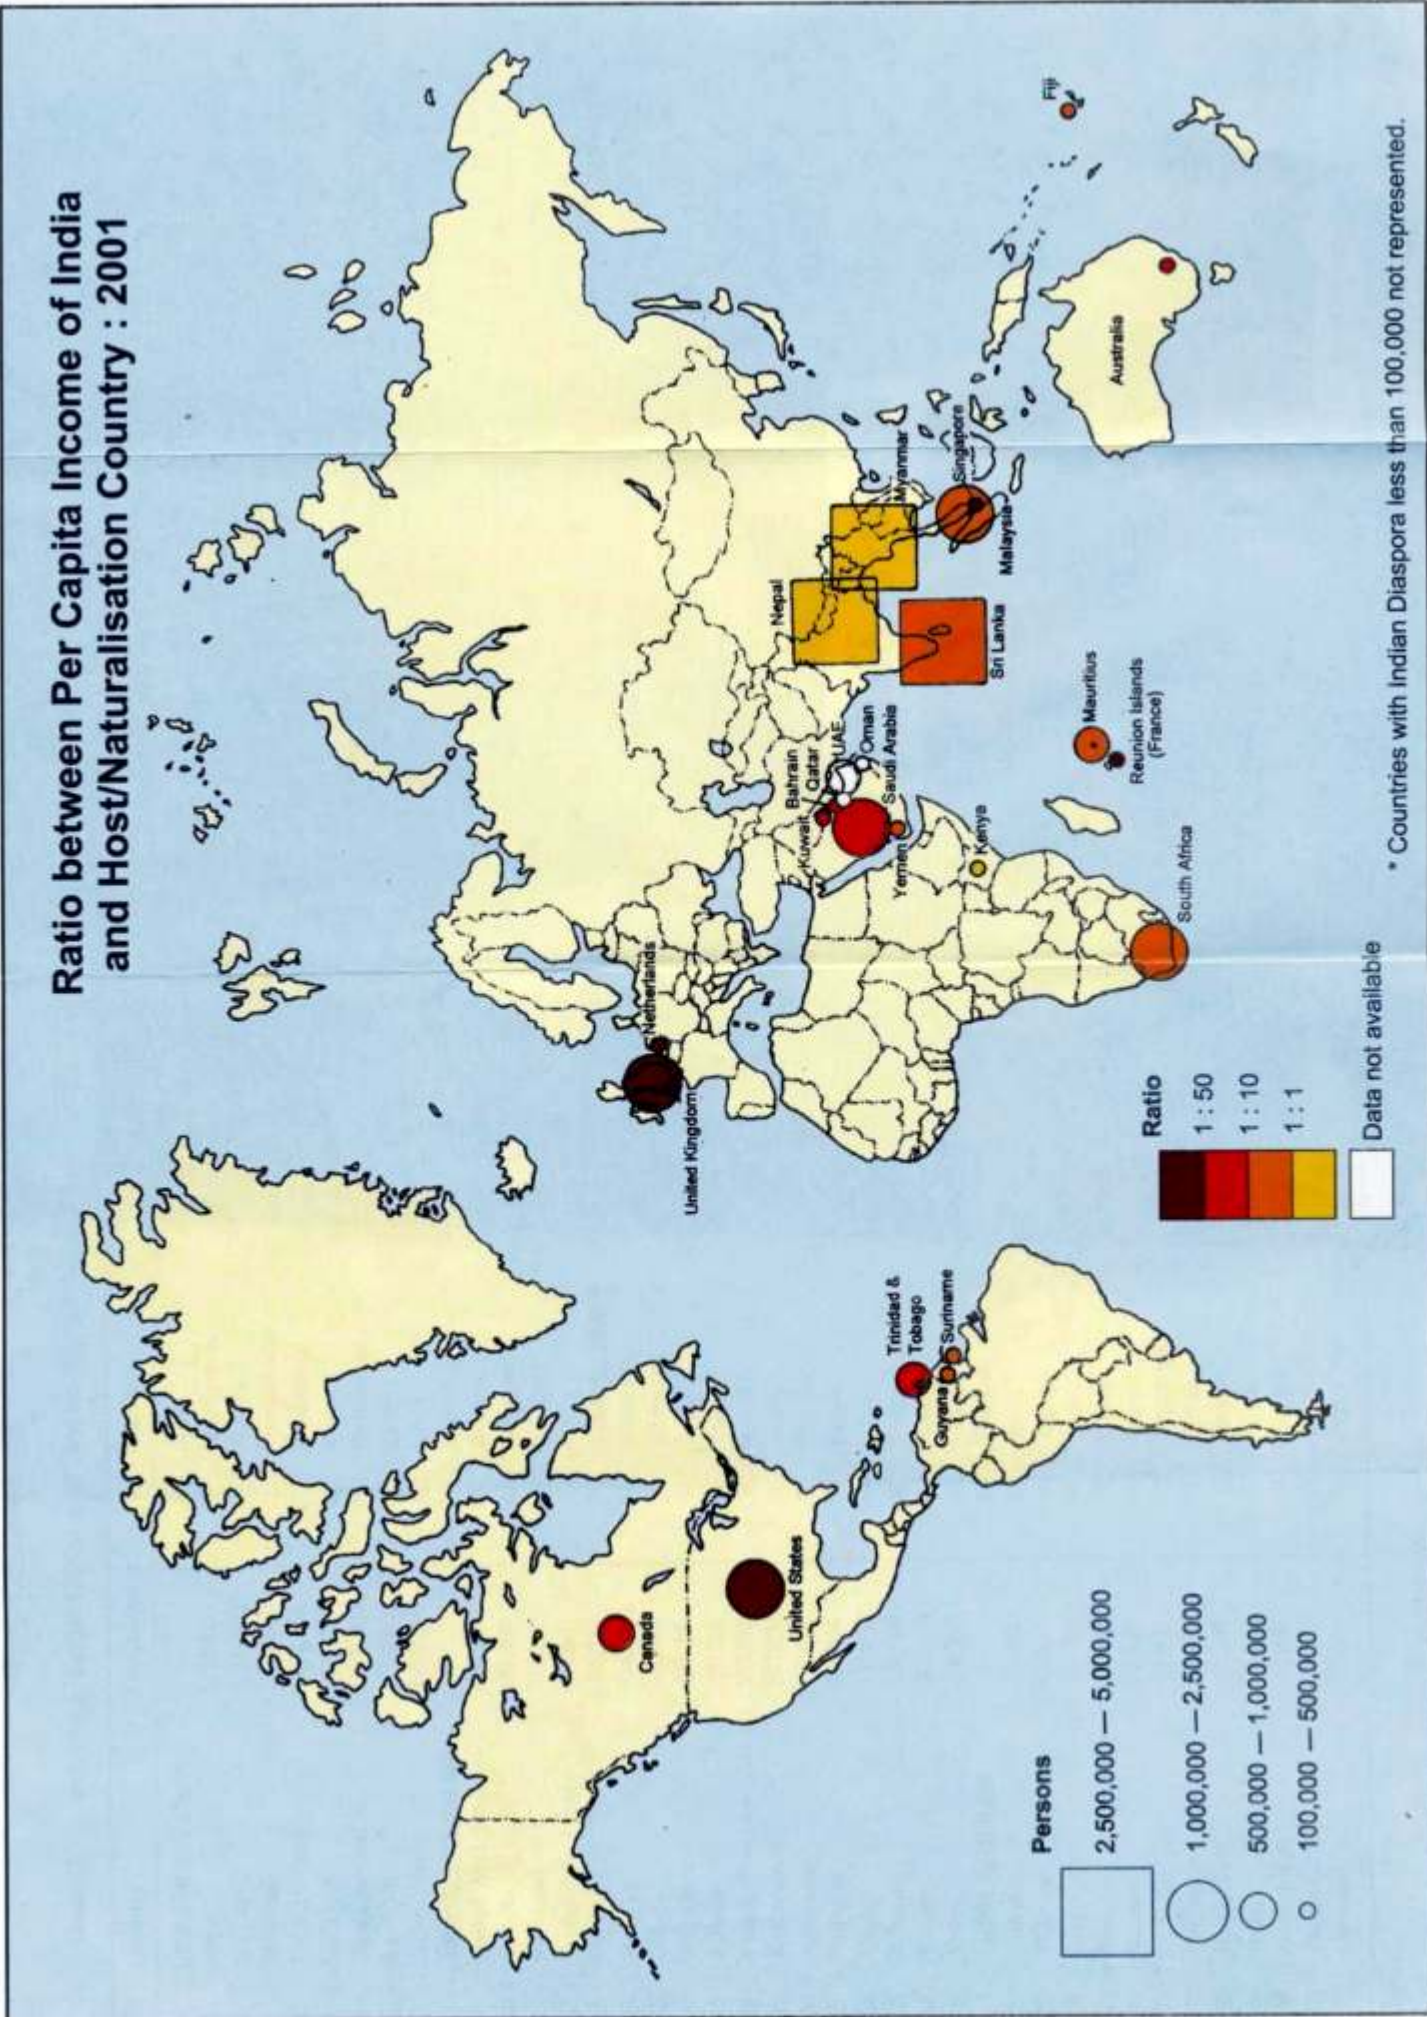 Ratio between Per Capita Income of India
and Host/Naturalisation Country : 2001
Canada
United States
Trinidad &
Tobago
Guyana
Suriname
United Kingdom
Netherlands
Kuwait
Bahrain
Qatar
UAE
Oman
Saudi Arabia
Yemen
Kenya
South Africa
Mauritius
Reunion Islands
(France)
Nepal
Sri Lanka
Myanmar
Singapore
Malaysia
Australia
Fiji
Persons
2,500,000 — 5,000,000
1,000,000 — 2,500,000
500,000 — 1,000,000
100,000 — 500,000
Ratio
1 : 50
1 : 10
1 : 1
Data not available
* Countries with Indian Diaspora less than 100,000 not represented.